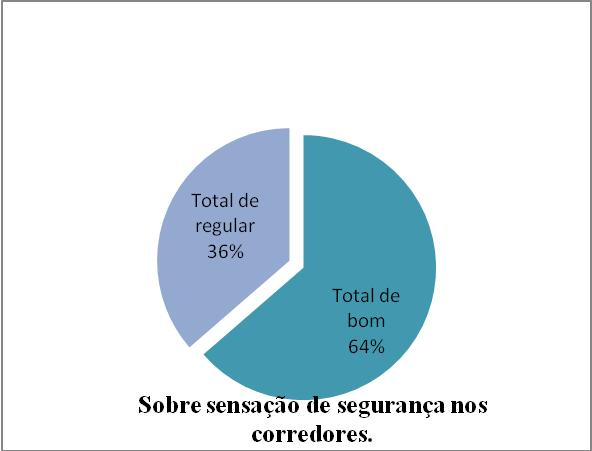 Total de
regular
36%
Total de
bom
64%
Sobre sensação de segurança nos
corredores.